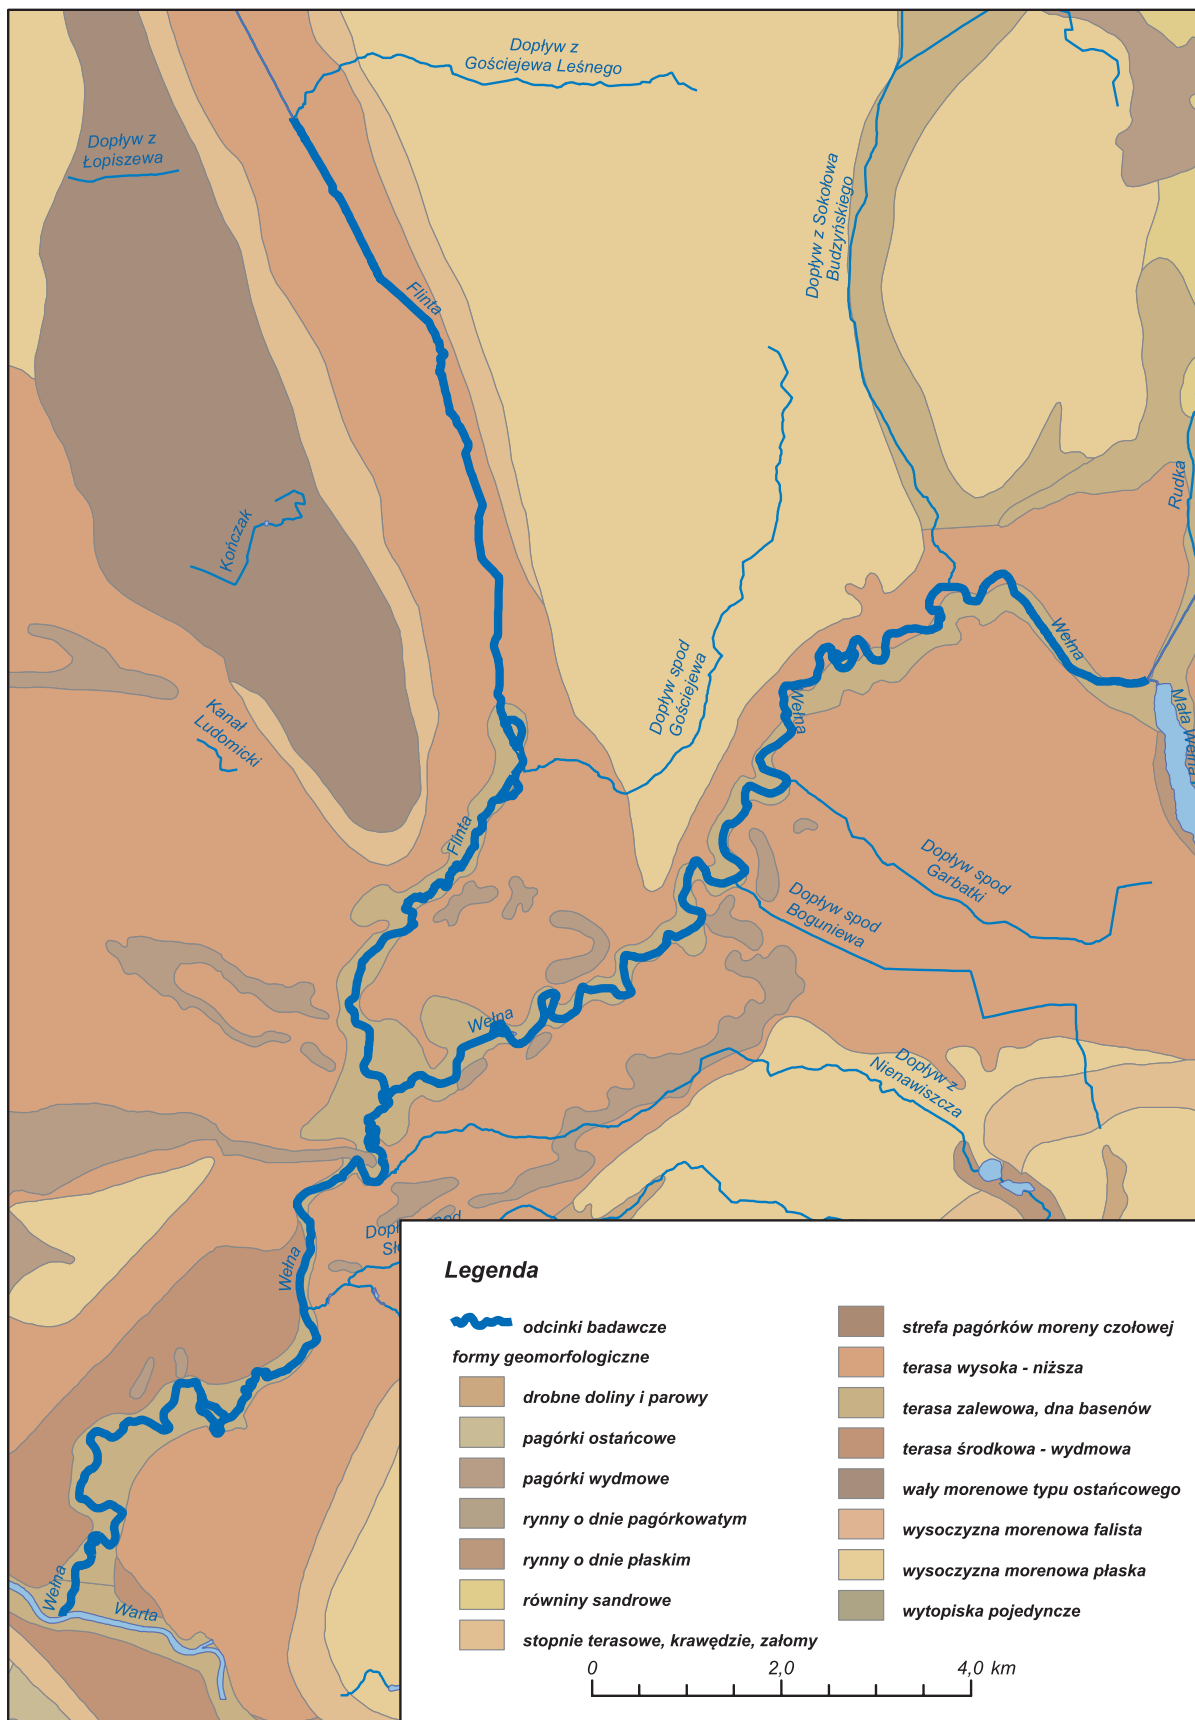 Dopływ z
Gościejewa Leśnego
Dopływ z
Łopiszewa
Dopływ z Sokołowa
Budzyńskiego
Flinta
Rudka
Kończak
Wełna
Dopływ spod
Gościejewa
Wełna
Mała Wełna
Kanał
Ludomicki
Flinta
Dopływ spod
Garbatki
Dopływ spod
Boguniewa
Wełna
Dopływ z
Nienawiszcza
Wełna
Wełna
Warta
Legenda
odcinki badawcze
formy geomorfologiczne
drobne doliny i parowy
pagórki ostańcowe
pagórki wydmowe
rynny o dnie pagórkowatym
rynny o dnie płaskim
równiny sandrowe
stopnie terasowe, krawędzie, załomy
strefa pagórków moreny czołowej
terasa wysoka - niższa
terasa zalewowa, dna basenów
terasa środkowa - wydmowa
wały morenowe typu ostańcowego
wysoczyzna morenowa falista
wysoczyzna morenowa płaska
wytopiska pojedyncze
0 2,0 4,0 km